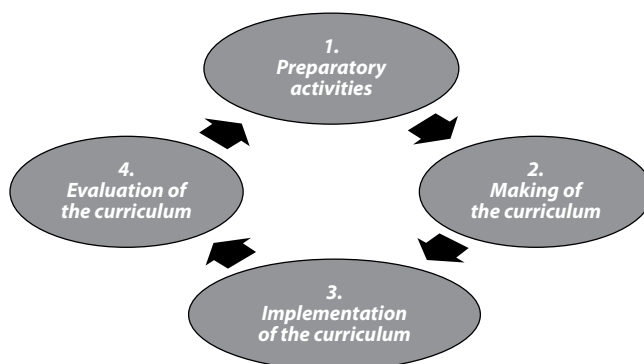 1.
Preparatory
activities
2.
Making of
the curriculum
3.
Implementation
of the curriculum
4.
Evaluation of
the curriculum